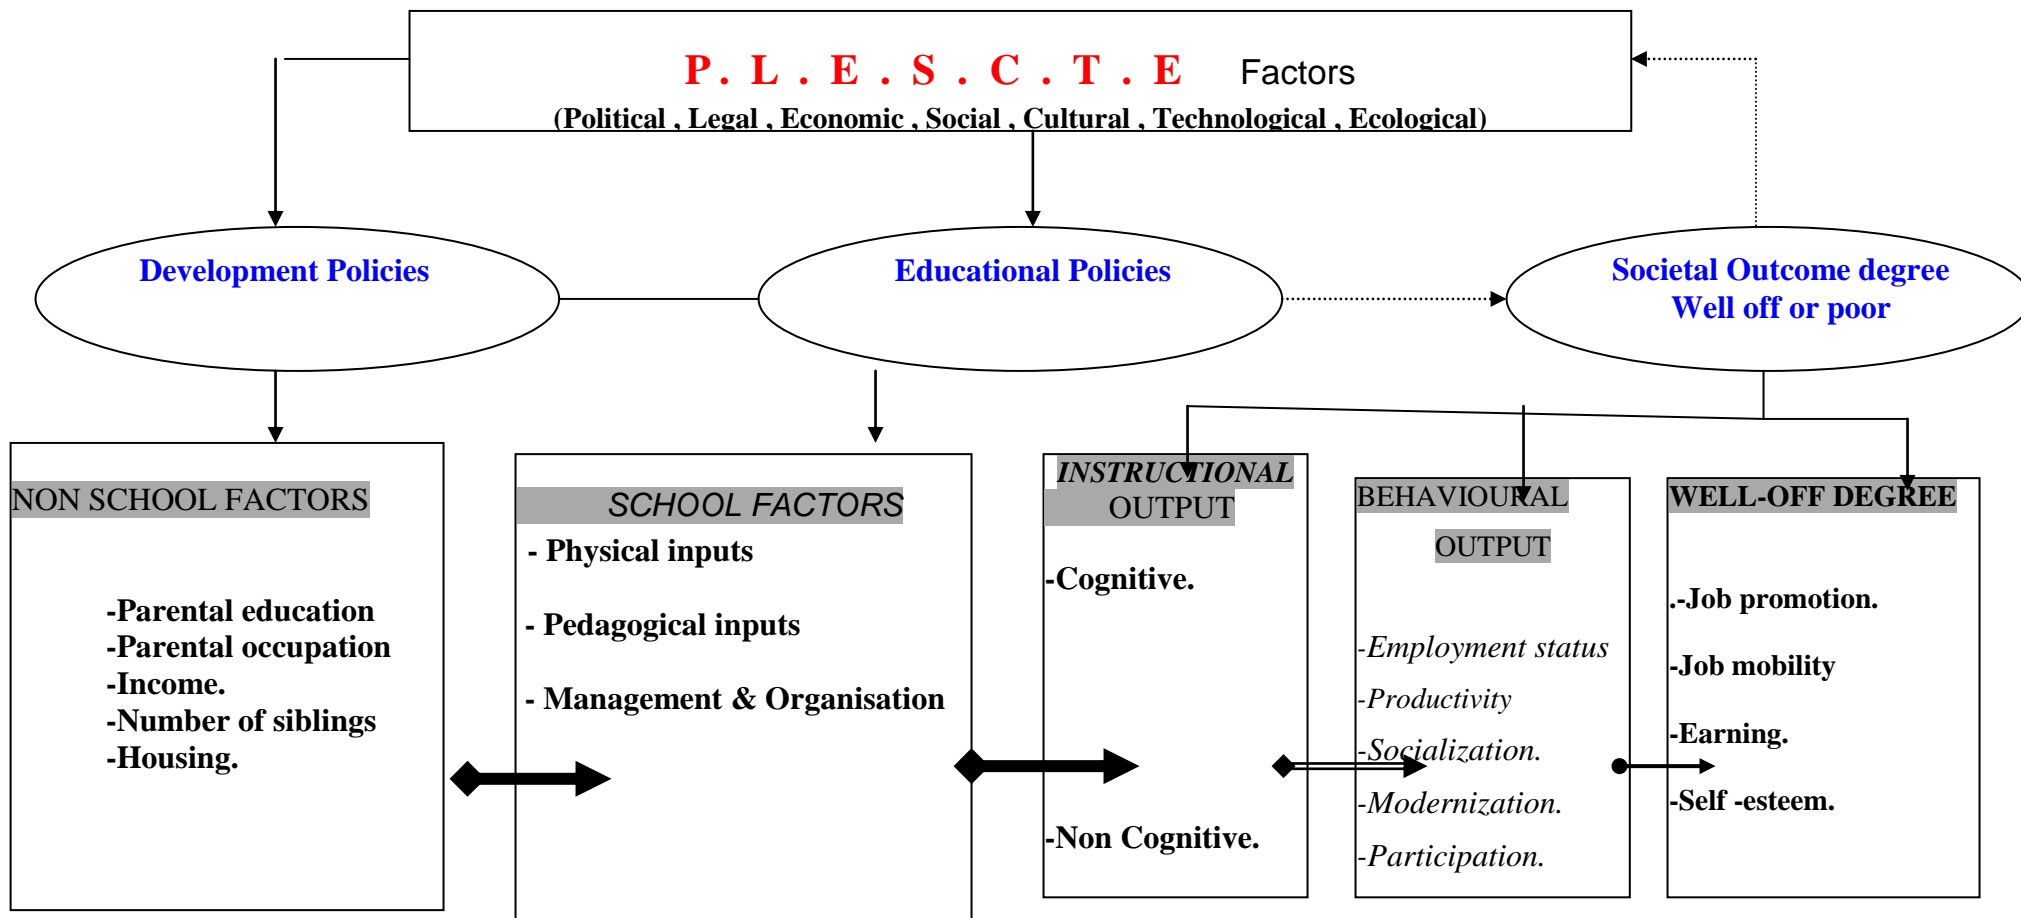 P . L . E . S . C . T . E Factors
(Political , Legal , Economic , Social , Cultural , Technological , Ecological)
Development Policies
Educational Policies
Societal Outcome degree
Well off or poor
NON SCHOOL FACTORS
-Parental education
-Parental occupation
-Income.
-Number of siblings
-Housing.
SCHOOL FACTORS
- Physical inputs
- Pedagogical inputs
- Management & Organisation
INSTRUCTIONAL
OUTPUT
-Cognitive.
-Non Cognitive.
BEHAVIOURAL
OUTPUT
-Employment status
-Productivity
-Socialization.
-Modernization.
-Participation.
WELL-OFF DEGREE
.-Job promotion.
-Job mobility
-Earning.
-Self -esteem.